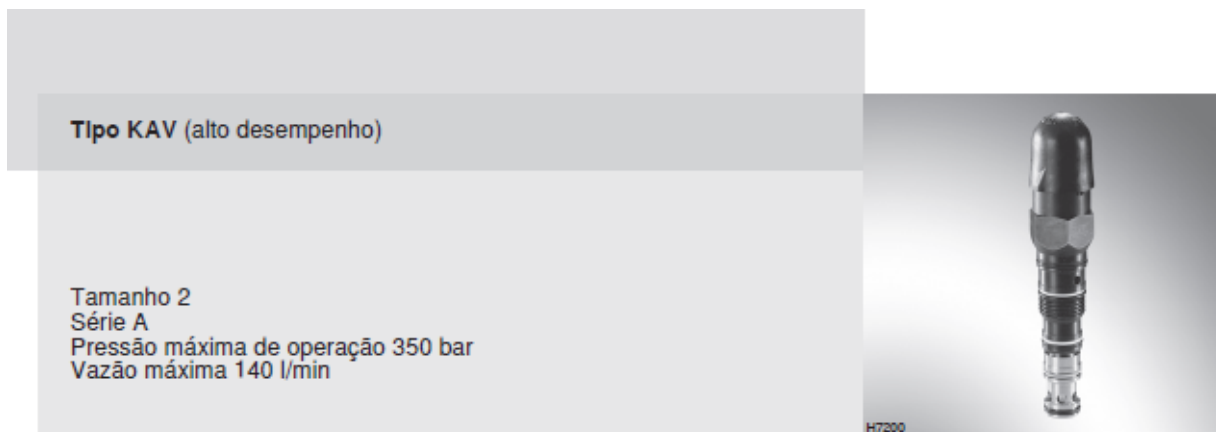 Tipo KAV (alto desempenho)
Tamanho 2
Série A
Pressão máxima de operação 350 bar
Vazão máxima 140 l/min
H7200